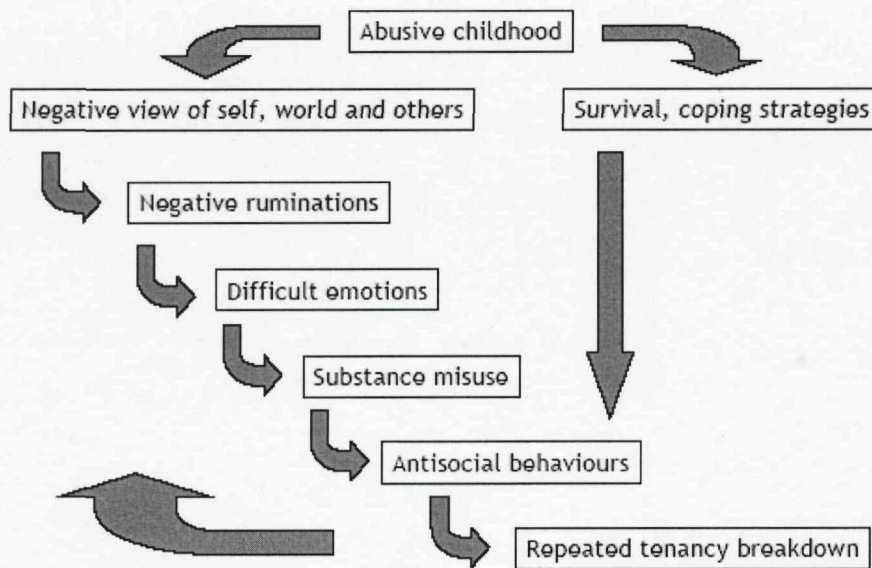 Abusive childhood
Negative view of self, world and others
Survival, coping strategies
Negative ruminations
Difficult emotions
Substance misuse
Antisocial behaviours
Repeated tenancy breakdown